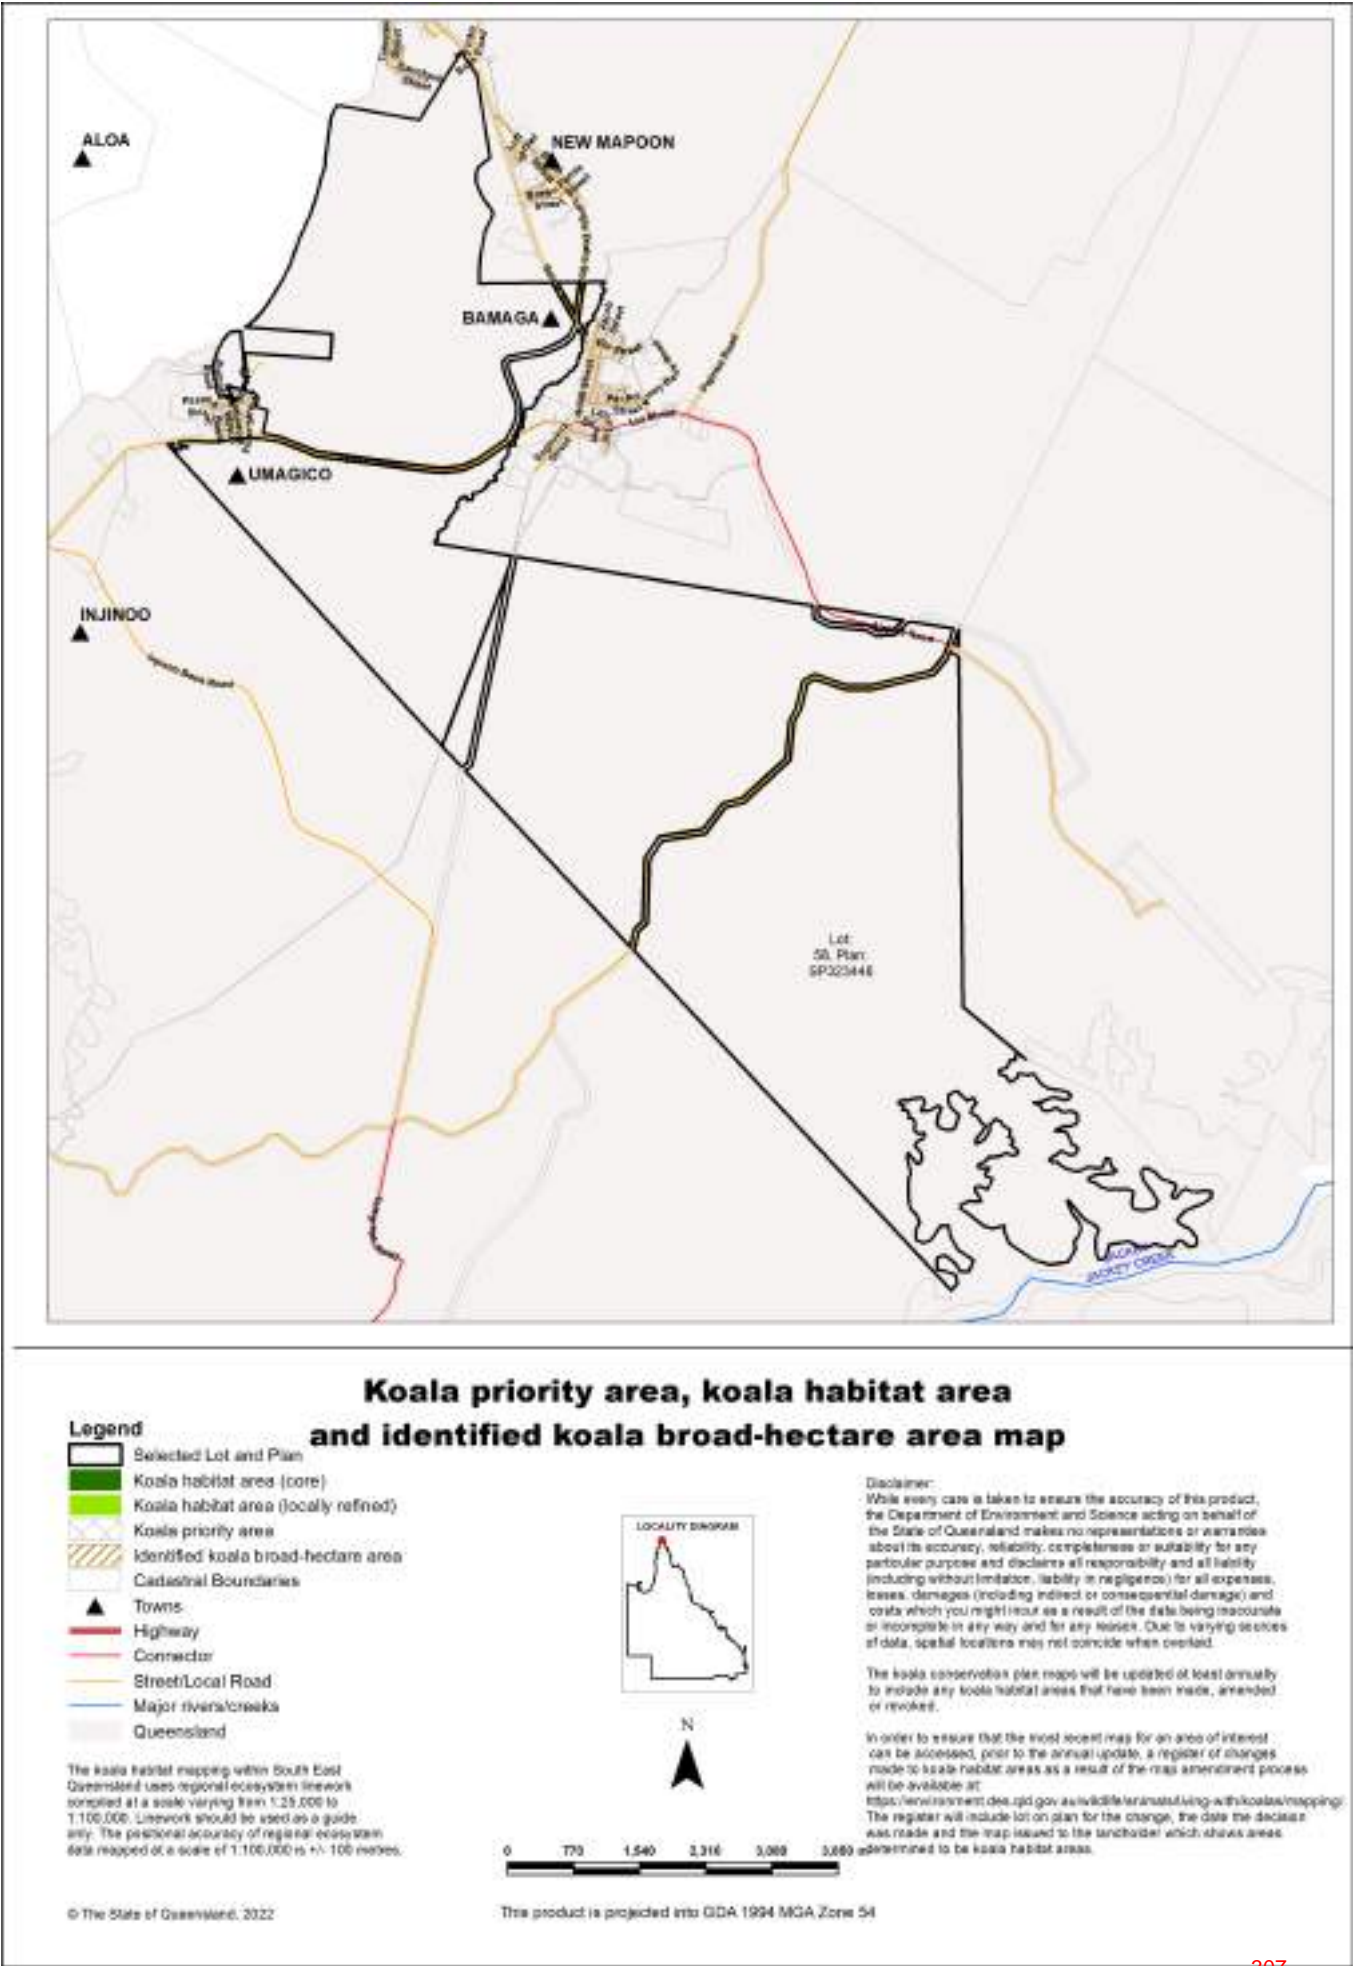 ALOA
NEW MAPOON
BAMAGA
UMAGICO
INJINOO
Lot:
58, Plan:
SP323446
JACKEY CREEK
Koala priority area, koala habitat area
and identified koala broad-hectare area map
Legend
Selected Lot and Plan
Koala habitat area (core)
Koala habitat area (locally refined)
Koala priority area
Identified koala broad-hectare area
Cadastral Boundaries
Towns
Highway
Connector
Street/Local Road
Major rivers/creeks
Queensland
The koala habitat mapping within South East
Queensland uses regional ecosystem linework
compiled at a scale varying from 1:25,000 to
1:100,000. Linework should be used as a guide
only. The positional accuracy of regional ecosystem
data mapped at a scale of 1:100,000 is +/- 100 metres.
© The State of Queensland, 2022
LOCALITY DIAGRAM
N
0 770 1,540 2,310 3,080 3,850 m
This product is projected into GDA 1994 MGA Zone 54
Disclaimer:
While every care is taken to ensure the accuracy of this product,
the Department of Environment and Science acting on behalf of
the State of Queensland makes no representations or warranties
about its accuracy, reliability, completeness or suitability for any
particular purpose and disclaims all responsibility and all liability
(including without limitation, liability in negligence) for all expenses,
losses, damages (including indirect or consequential damage) and
costs which you might incur as a result of the data being inaccurate
or incomplete in any way and for any reason. Due to varying sources
of data, spatial locations may not coincide when overlaid.
The koala conservation plan maps will be updated at least annually
to include any koala habitat areas that have been made, amended
or revoked.
In order to ensure that the most recent map for an area of interest
can be accessed, prior to the annual update, a register of changes
made to koala habitat areas as a result of the map amendment process
will be available at:
https://environment.des.qld.gov.au/wildlife/animals/living-with/koalas/mapping/
The register will include lot on plan for the change, the date the decision
was made and the map issued to the landholder which shows areas
determined to be koala habitat areas.